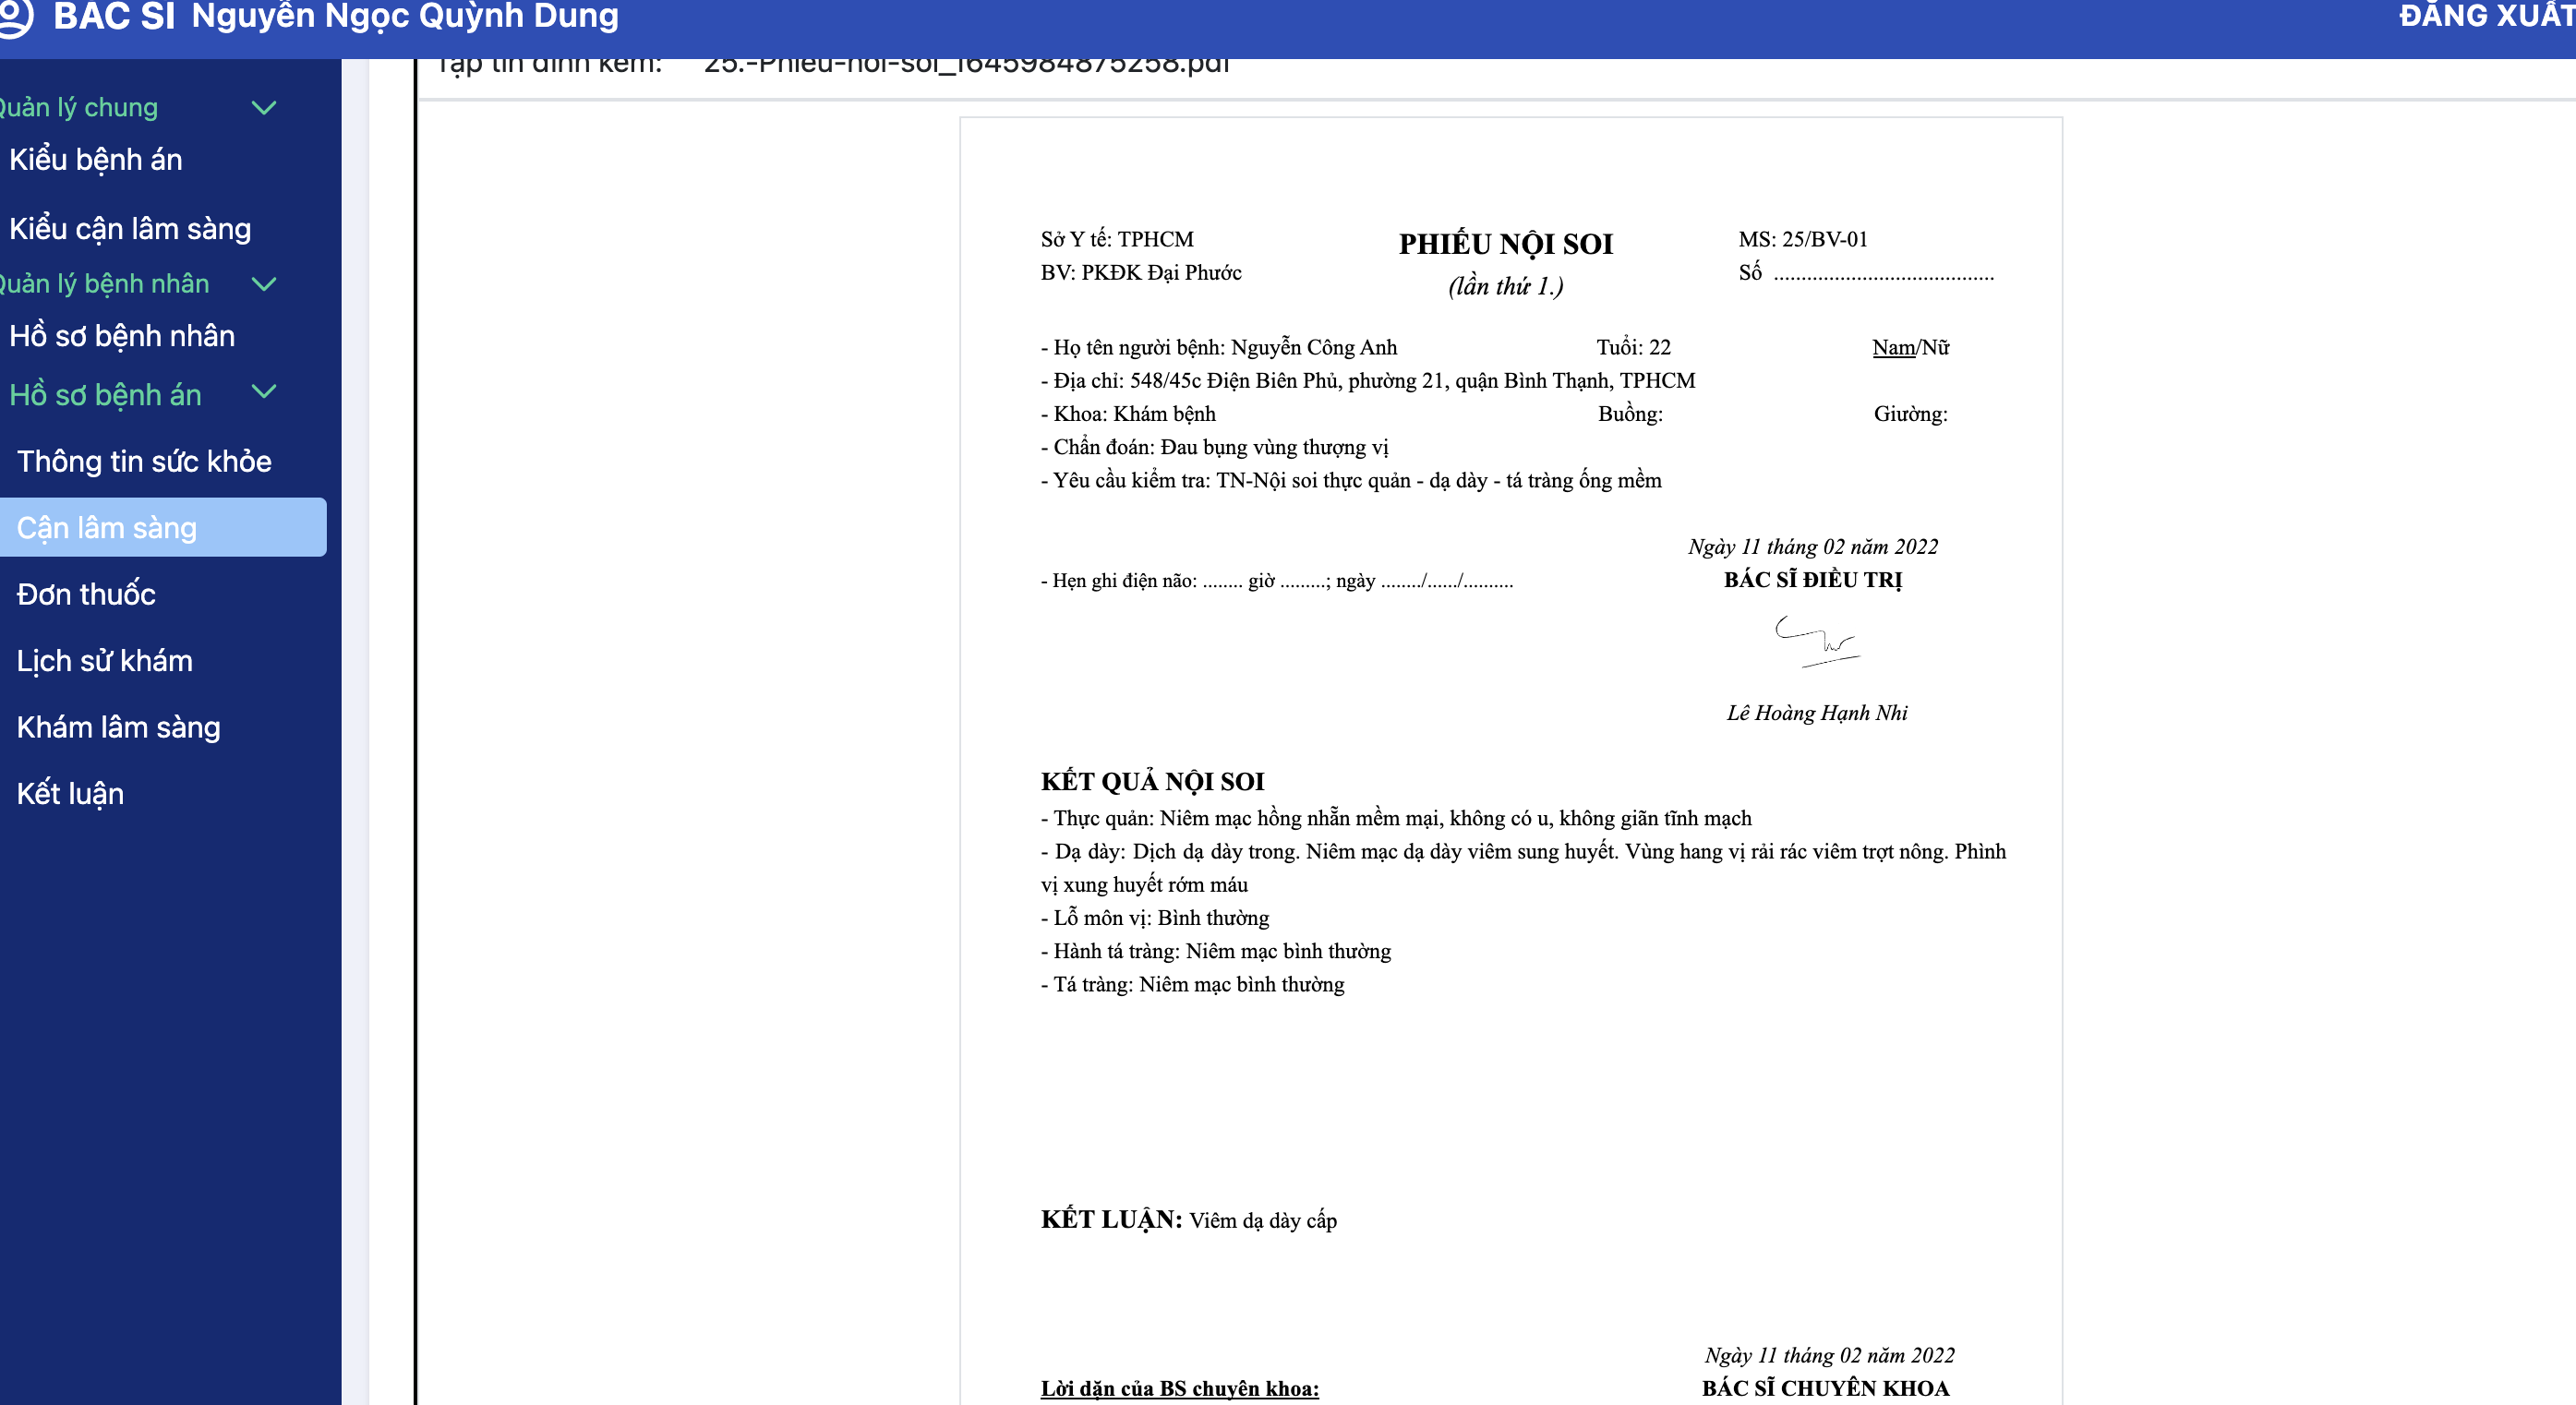 BÁC SĨ Nguyễn Ngọc Quỳnh Dung
ĐĂNG XUẤT
Quản lý chung
Kiểu bệnh án
Kiểu cận lâm sàng
Quản lý bệnh nhân
Hồ sơ bệnh nhân
Hồ sơ bệnh án
Thông tin sức khỏe
Cận lâm sàng
Đơn thuốc
Lịch sử khám
Khám lâm sàng
Kết luận
Tập tin đính kèm: 25.-Phieu-noi-soi_1645984875258.pdf
Sở Y tế: TPHCM
BV: PKĐK Đại Phước
PHIẾU NỘI SOI
(lần thứ 1.)
MS: 25/BV-01
Số ........................................
- Họ tên người bệnh: Nguyễn Công Anh Tuổi: 22 Nam/Nữ
- Địa chỉ: 548/45c Điện Biên Phủ, phường 21, quận Bình Thạnh, TPHCM
- Khoa: Khám bệnh Buồng: Giường:
- Chẩn đoán: Đau bụng vùng thượng vị
- Yêu cầu kiểm tra: TN-Nội soi thực quản - dạ dày - tá tràng ống mềm
Ngày 11 tháng 02 năm 2022
- Hẹn ghi điện não: ........ giờ .........; ngày ......../....../..........
BÁC SĨ ĐIỀU TRỊ
Lê Hoàng Hạnh Nhi
KẾT QUẢ NỘI SOI
- Thực quản: Niêm mạc hồng nhẵn mềm mại, không có u, không giãn tĩnh mạch
- Dạ dày: Dịch dạ dày trong. Niêm mạc dạ dày viêm sung huyết. Vùng hang vị rải rác viêm trợt nông. Phình
vị xung huyết rớm máu
- Lỗ môn vị: Bình thường
- Hành tá tràng: Niêm mạc bình thường
- Tá tràng: Niêm mạc bình thường
KẾT LUẬN: Viêm dạ dày cấp
Ngày 11 tháng 02 năm 2022
Lời dặn của BS chuyên khoa:
BÁC SĨ CHUYÊN KHOA